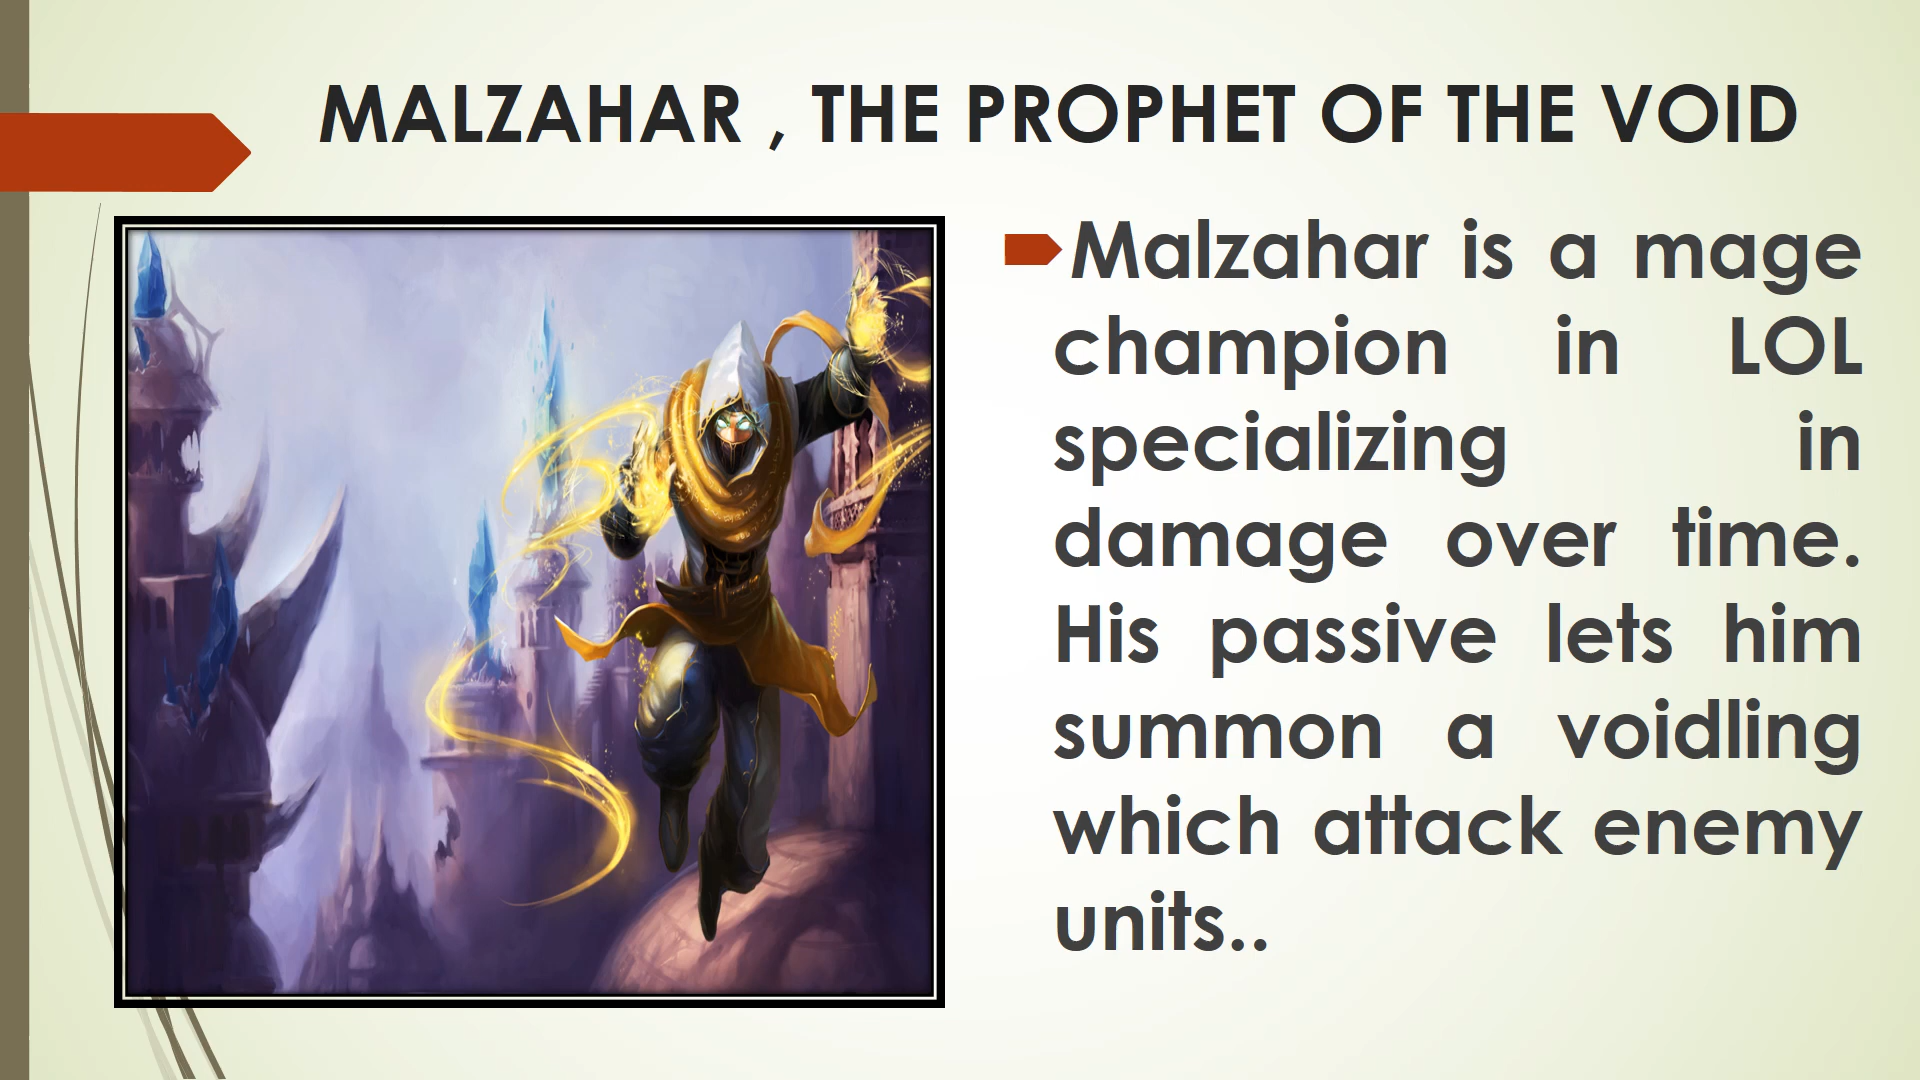 MALZAHAR , THE PROPHET OF THE VOID
Malzahar is a mage
champion in LOL
specializing in
damage over time.
His passive lets him
summon a voidling
which attack enemy
units..